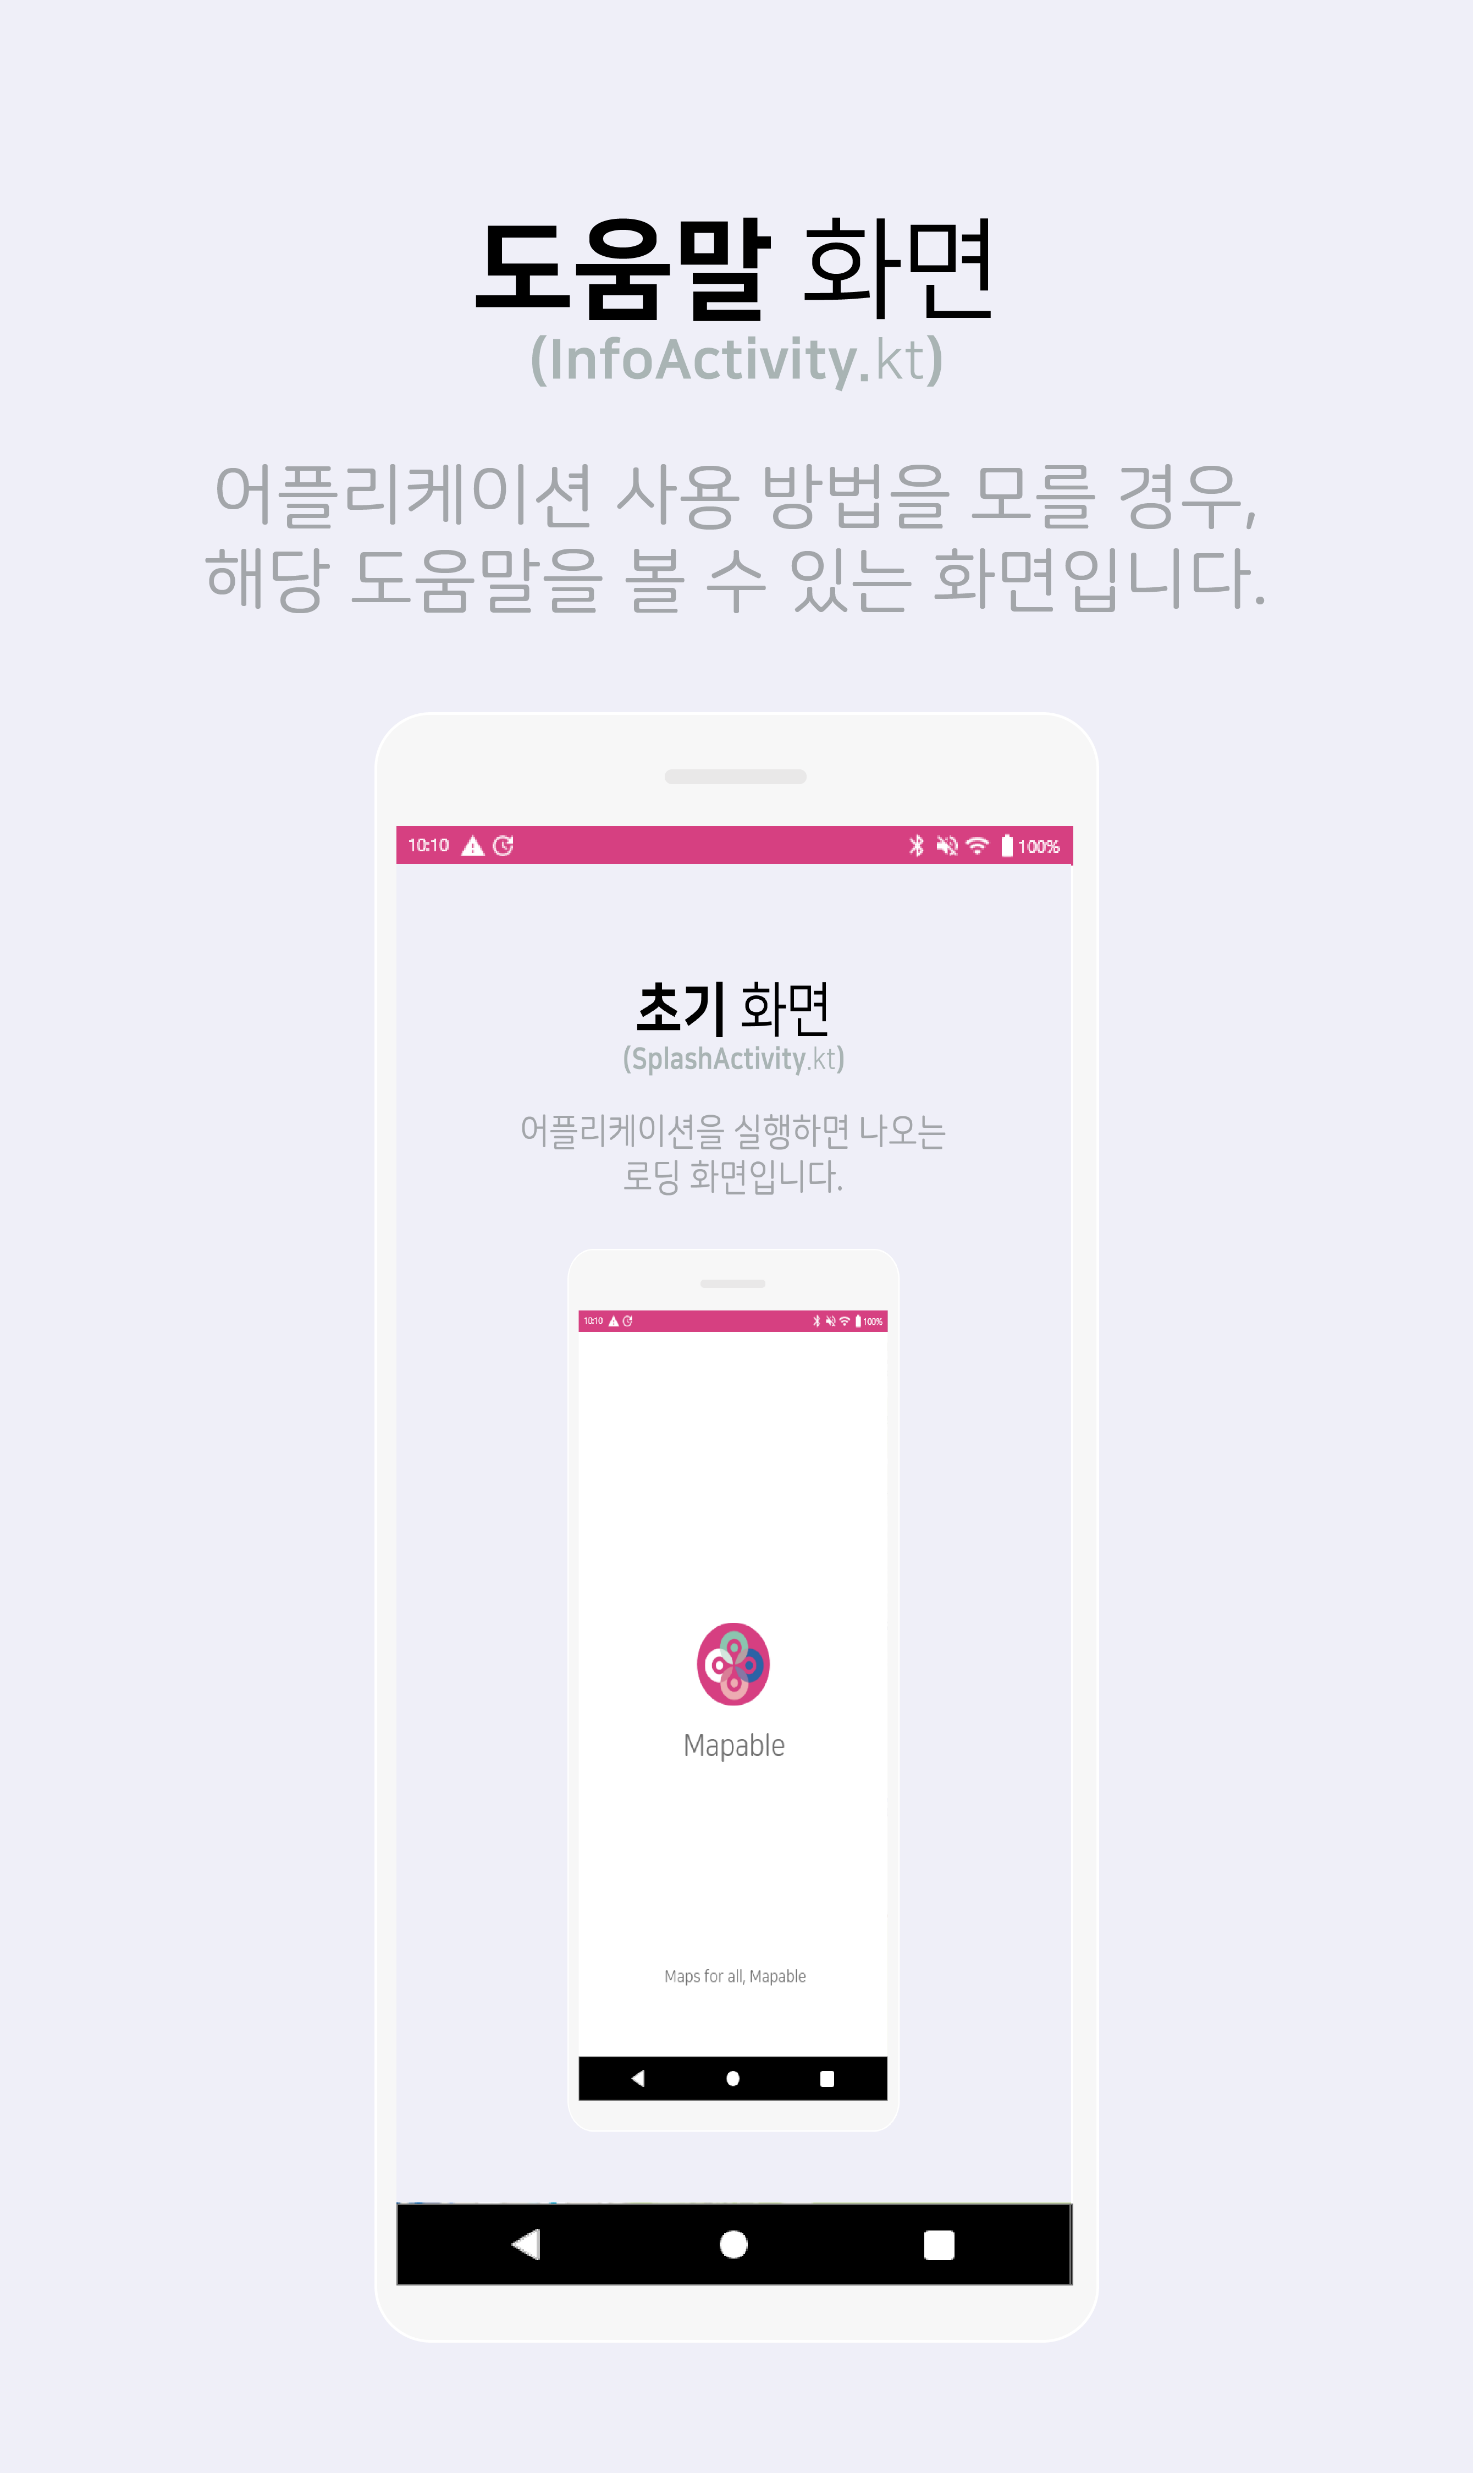 도움말 화면
(InfoActivity.kt)
어플리케이션 사용 방법을 모를 경우,
해당 도움말을 볼 수 있는 화면입니다.
10:10
100%
초기 화면
(SplashActivity.kt)
어플리케이션을 실행하면 나오는
로딩 화면입니다.
10:10
100%
Mapable
Maps for all, Mapable